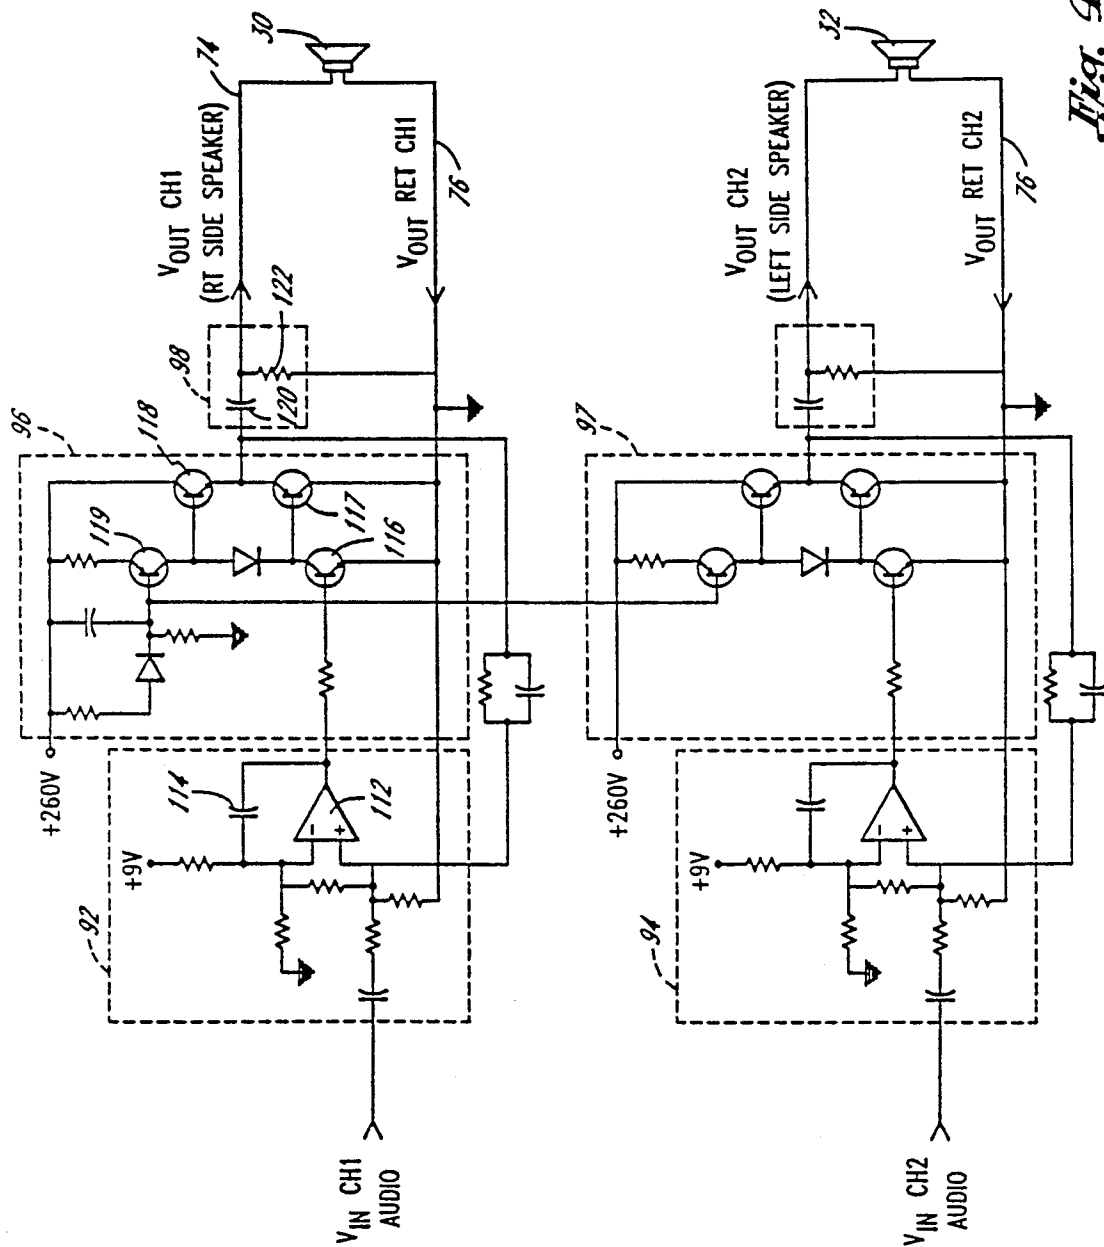 74
30
V_OUT CH1
(RT SIDE SPEAKER)
V_OUT RET CH1
76
98
122
120
96
118
119
117
116
+260V
114
112
+9V
92
V_IN CH1
AUDIO
32
V_OUT CH2
(LEFT SIDE SPEAKER)
V_OUT RET CH2
76
97
+260V
+9V
94
V_IN CH2
AUDIO
- +
- +
Fig.